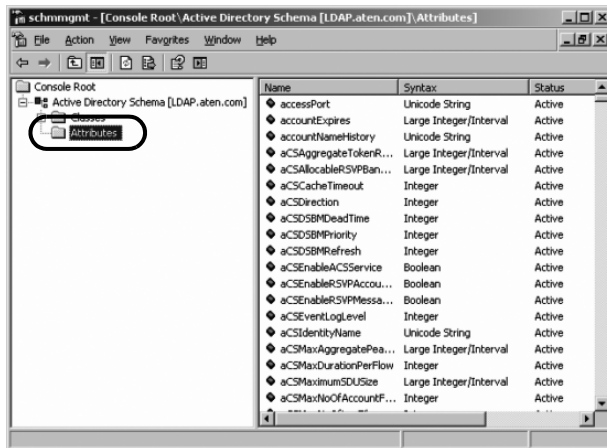 schmmgmt - [Console Root\Active Directory Schema [LDAP.aten.com]\Attributes]
File Action View Favorites Window Help
Console Root
Active Directory Schema [LDAP.aten.com]
Classes
Attributes
Name Syntax Status
accessPort Unicode String Active
accountExpires Large Integer/Interval Active
accountNameHistory Unicode String Active
aCSAggregateTokenR... Large Integer/Interval Active
aCSAllocableRSVPBan... Large Integer/Interval Active
aCSCacheTimeout Integer Active
aCSDirection Integer Active
aCSDSBMDeadTime Integer Active
aCSDSBMPriority Integer Active
aCSDSBMRefresh Integer Active
aCSEnableACSService Boolean Active
aCSEnableRSVPAccou... Boolean Active
aCSEnableRSVPMessa... Boolean Active
aCSEventLogLevel Integer Active
aCSIdentityName Unicode String Active
aCSMaxAggregatePea... Large Integer/Interval Active
aCSMaxDurationPerFlow Integer Active
aCSMaximumSDUSize Large Integer/Interval Active
aCSMaxNoOfAccountF... Integer Active